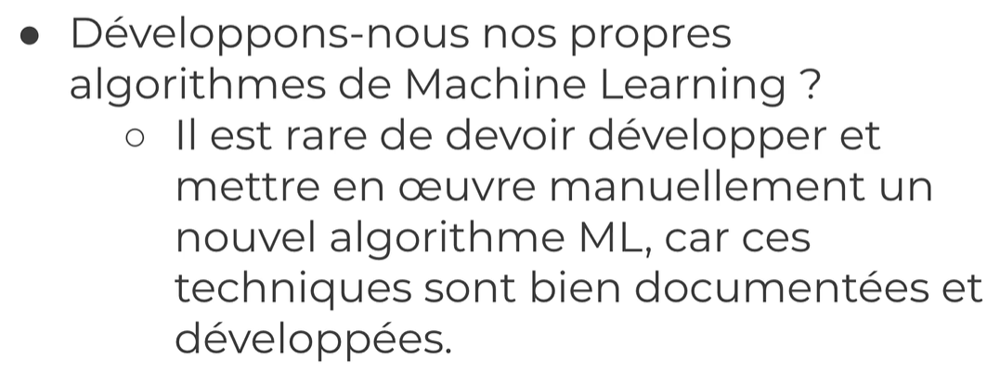 ● Développons-nous nos propres
algorithmes de Machine Learning ?
○ Il est rare de devoir développer et
mettre en œuvre manuellement un
nouvel algorithme ML, car ces
techniques sont bien documentées et
développées.